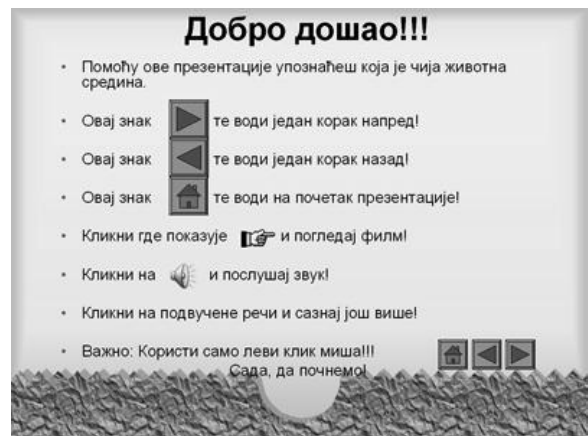 Добро дошао!!!
Помоћу ове презентације упознаћеш која је чија животна
средина.
Овај знак те води један корак напред!
Овај знак те води један корак назад!
Овај знак те води на почетак презентације!
Кликни где показује и погледај филм!
Кликни на и послушај звук!
Кликни на подвучене речи и сазнај још више!
Важно: Користи само леви клик миша!!!
Сада, да почнемо!